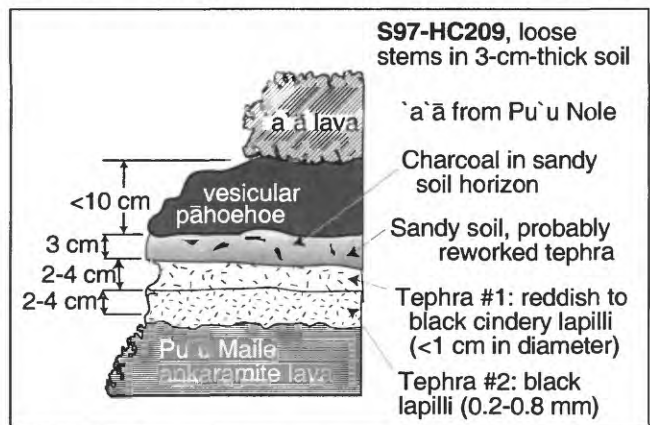 S97-HC209, loose
stems in 3-cm-thick soil
`a`ā lava
`a`ā from Pu`u Nole
<10 cm
vesicular
pāhoehoe
Charcoal in sandy
soil horizon
3 cm
Sandy soil, probably
reworked tephra
2-4 cm
2-4 cm
Tephra #1: reddish to
black cindery lapilli
(<1 cm in diameter)
Pu`u Maile
ankaramite lava
Tephra #2: black
lapilli (0.2-0.8 mm)